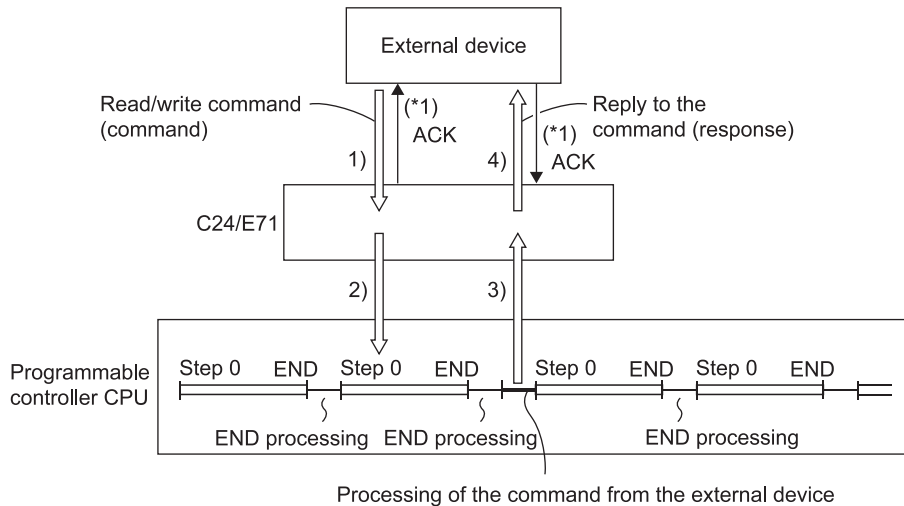 External device
Read/write command
(command)
(*1)
ACK
Reply to the
command (response)
(*1)
ACK
1)
4)
C24/E71
2)
3)
Programmable
controller CPU
Step 0
END
Step 0
END
Step 0
END
Step 0
END
END processing
END processing
END processing
Processing of the command from the external device